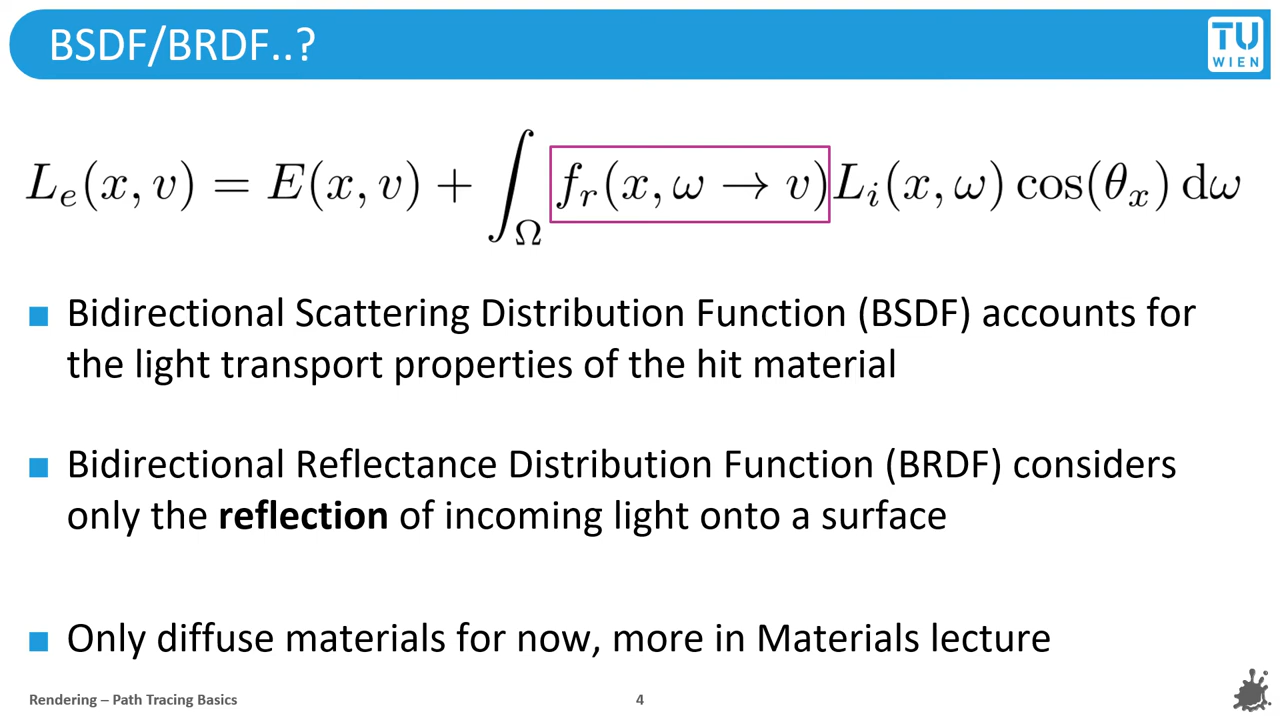 BSDF/BRDF..?
TU
WIEN
L_e(x, v) = E(x, v) + ∫_Ω f_r(x, ω → v) L_i(x, ω) cos(θ_x) dω
■ Bidirectional Scattering Distribution Function (BSDF) accounts for
the light transport properties of the hit material
■ Bidirectional Reflectance Distribution Function (BRDF) considers
only the reflection of incoming light onto a surface
■ Only diffuse materials for now, more in Materials lecture
Rendering – Path Tracing Basics
4